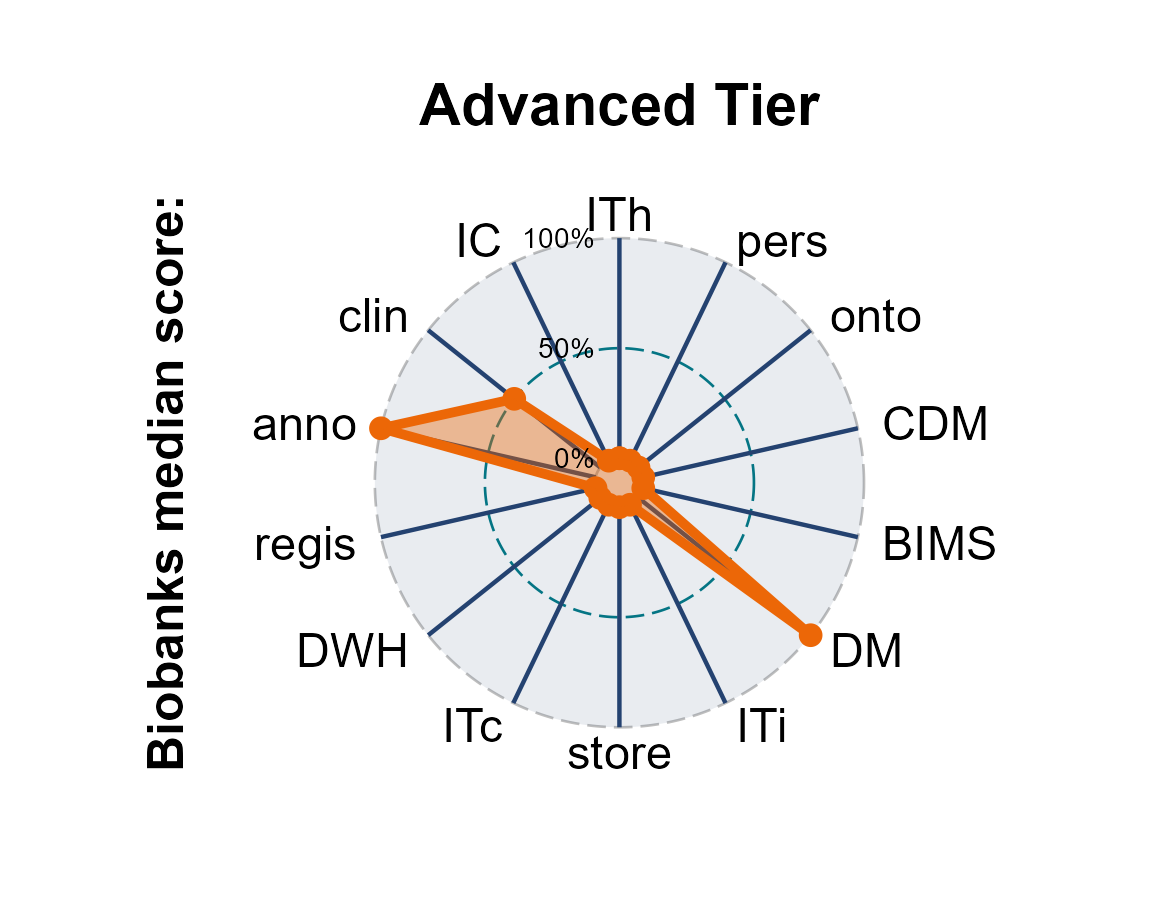 Advanced Tier
Biobanks median score:
ITh
IC
100%
pers
clin
onto
50%
anno
CDM
0%
regis
BIMS
DWH
DM
ITc
ITi
store